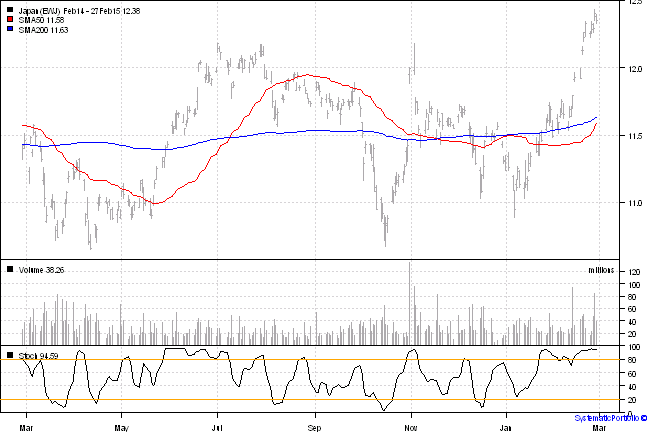 Japan (EWJ) Feb14 - 27Feb15 12.38
SMA50 11.58
SMA200 11.63
12.5
12.0
11.5
11.0
Volume 38.26
millions
120
100
80
60
40
20
Stoch 94.59
100
80
60
40
20
0
Mar May Jul Sep Nov Jan Mar
SystematicPortfolio ©